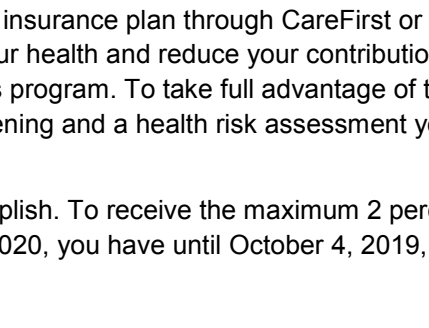 insurance plan through CareFirst or
ur health and reduce your contributio
s program. To take full advantage of t
ening and a health risk assessment y
plish. To receive the maximum 2 per
020, you have until October 4, 2019,